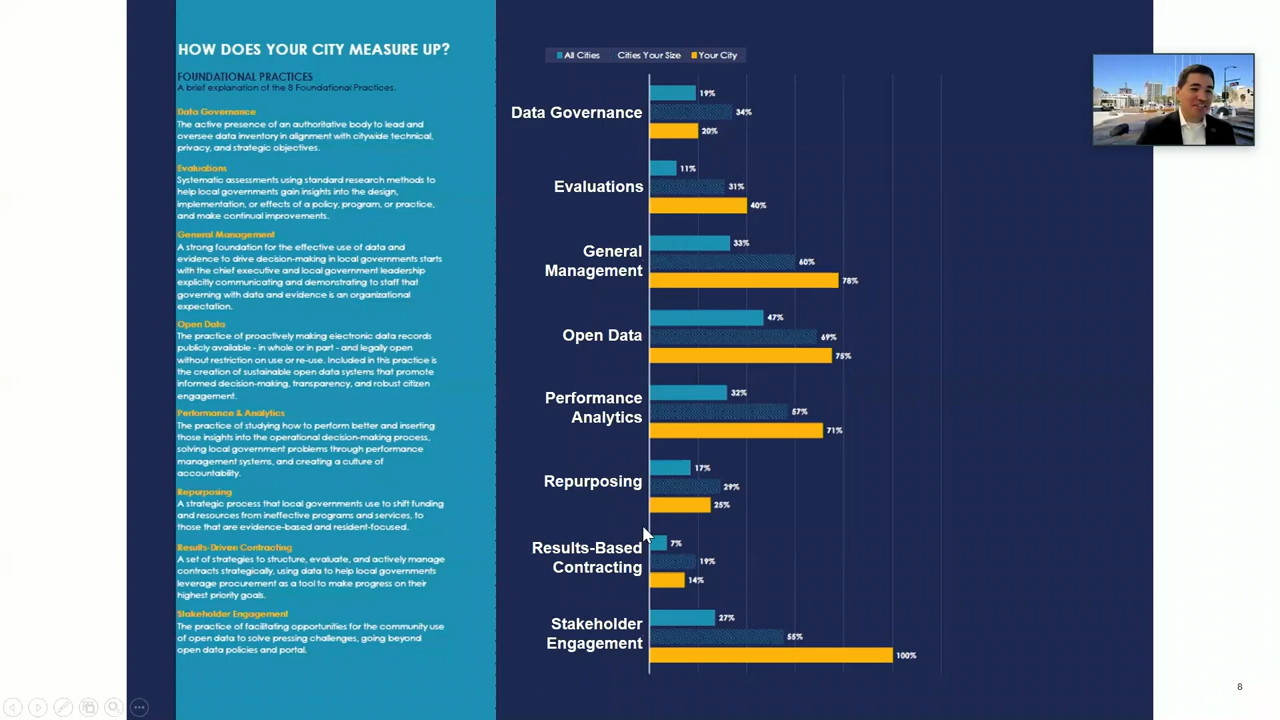 HOW DOES YOUR CITY MEASURE UP?
FOUNDATIONAL PRACTICES
A brief explanation of the 8 Foundational Practices.
Data Governance
The active presence of an authoritative body to lead and
oversee data inventory in alignment with citywide technical,
privacy, and strategic objectives.
Evaluations
Systematic assessments using standard research methods to
help local governments gain insights into the design,
implementation, or effects of a policy, program, or practice,
and make continual improvements.
General Management
A strong foundation for the effective use of data and
evidence to drive decision-making in local governments starts
with the chief executive and local government leadership
explicitly communicating and demonstrating to staff that
governing with data and evidence is an organizational
expectation.
Open Data
The practice of proactively making electronic data records
publicly available - in whole or in part - and legally open
without restriction on use or re-use. Included in this practice is
the creation of sustainable open data systems that promote
informed decision-making, transparency, and robust citizen
engagement.
Performance & Analytics
The practice of studying how to perform better and inserting
those insights into the operational decision-making process,
solving local government problems through performance
management systems, and creating a culture of
accountability.
Repurposing
A strategic process that local governments use to shift funding
and resources from ineffective programs and services, to
those that are evidence-based and resident-focused.
Results-Driven Contracting
A set of strategies to structure, evaluate, and actively manage
contracts strategically, using data to help local governments
leverage procurement as a tool to make progress on their
highest priority goals.
Stakeholder Engagement
The practice of facilitating opportunities for the community use
of open data to solve pressing challenges, going beyond
open data policies and portal.
All Cities Cities Your Size Your City
Data Governance
19%
34%
20%
Evaluations
11%
31%
40%
General
Management
33%
60%
78%
Open Data
47%
69%
75%
Performance
Analytics
32%
57%
71%
Repurposing
17%
29%
25%
Results-Based
Contracting
7%
19%
14%
Stakeholder
Engagement
27%
55%
100%
8